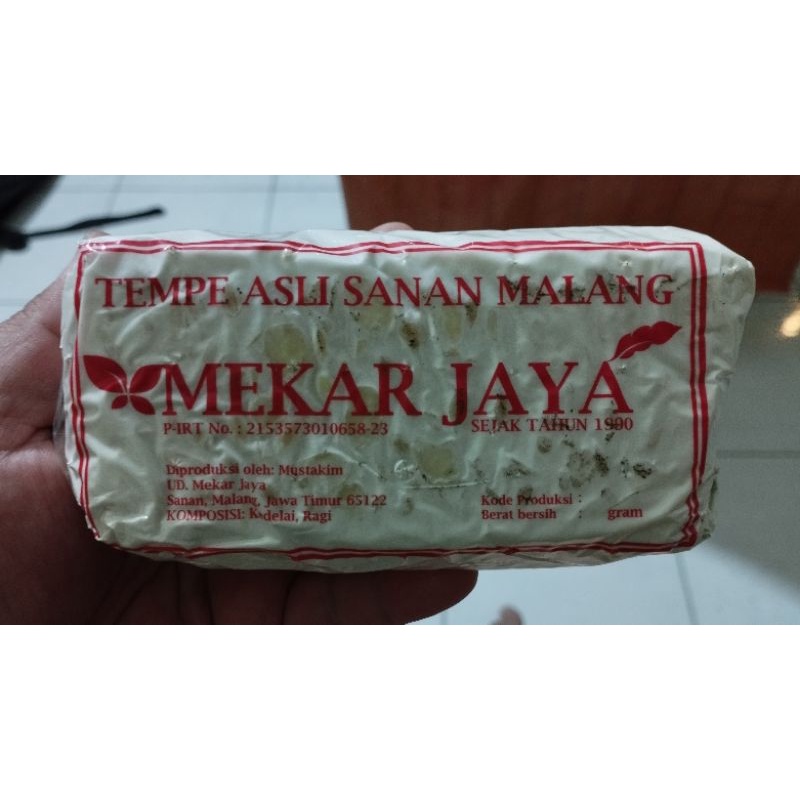 TEMPE ASLI SANAN MALANG
MEKAR JAYA
P-IRT No. : 2153573010658-23
SEJAK TAHUN 1990
Diproduksi oleh: Mustakim
UD. Mekar Jaya
Sanan, Malang, Jawa Timur 65122
KOMPOSISI: Kedelai, Ragi
Kode Produksi :
Berat bersih : gram